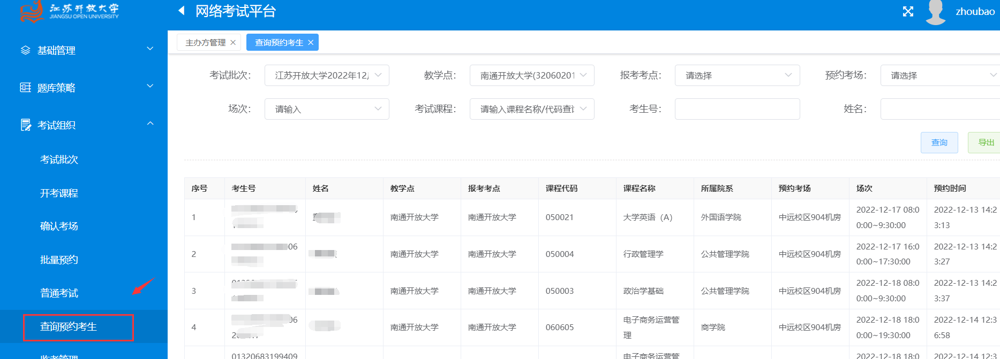 江苏开放大学
JIANGSU OPEN UNIVERSITY
网络考试平台
zhoubao
基础管理
题库策略
考试组织
考试批次
开考课程
确认考场
批量预约
普通考试
查询预约考生
监考管理
主办方管理 ×
查询预约考生 ×
考试批次: 江苏开放大学2022年12
教学点: 南通开放大学(32060201
报考考点: 请选择
预约考场: 请选择
场次: 请输入
考试课程: 请输入课程名称/代码查
考生号:
姓名:
查询
导出
序号 考生号 姓名 教学点 报考考点 课程代码 课程名称 所属院系 预约考场 场次 预约时间
1 南通开放大学 南通开放大学 050021 大学英语（A） 外国语学院 中远校区904机房 2022-12-17 08:0 2022-12-13 14:2
0:00~9:30:00 3:13
2 06 南通开放大学 南通开放大学 050004 行政管理学 公共管理学院 中远校区904机房 2022-12-17 16:0 2022-12-13 14:2
0:00~17:30:00 3:27
3 南通开放大学 南通开放大学 050003 政治学基础 公共管理学院 中远校区904机房 2022-12-18 08:0 2022-12-13 14:2
0:00~9:30:00 3:37
4 06 南通开放大学 南通开放大学 060605 电子商务运营管 商学院 中远校区904机房 2022-12-18 18:0 2022-12-14 12:3
理 0:00~19:30:00 6:58
01320683199409 电子商务运营管 2022-12-18 18:0 2022-12-14 12:3